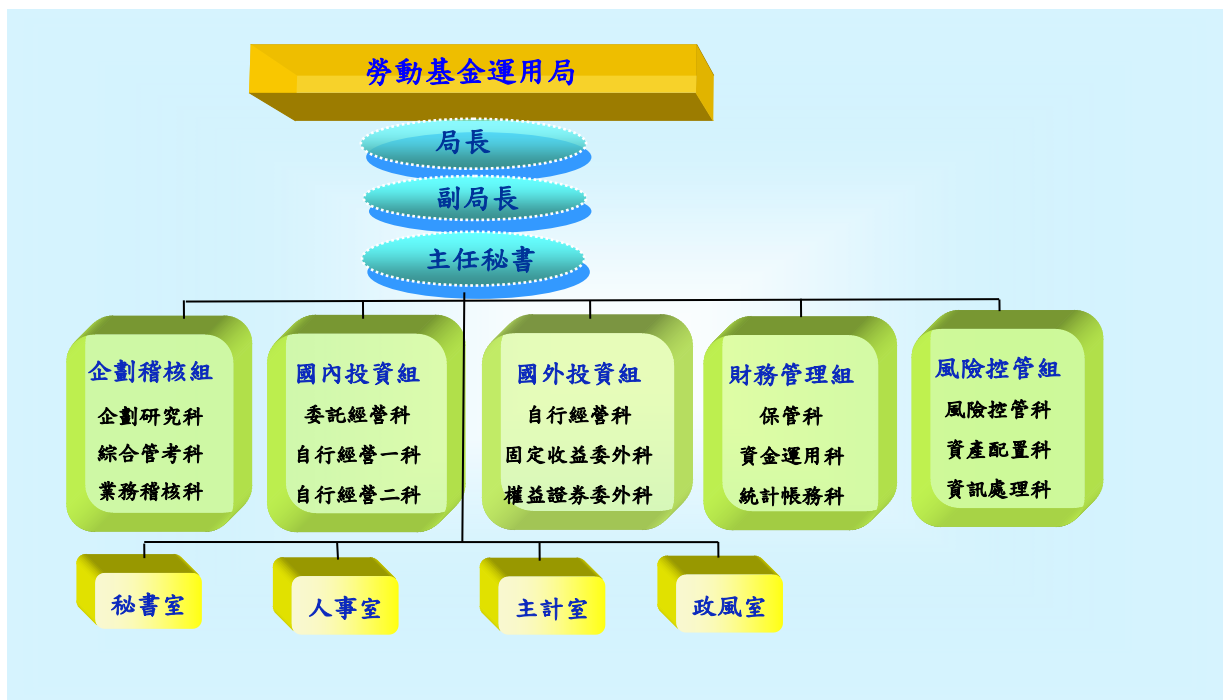 勞動基金運用局
局長
副局長
主任秘書
企劃稽核組
企劃研究科
綜合管考科
業務稽核科
國內投資組
委託經營科
自行經營一科
自行經營二科
國外投資組
自行經營科
固定收益委外科
權益證券委外科
財務管理組
保管科
資金運用科
統計帳務科
風險控管組
風險控管科
資產配置科
資訊處理科
秘書室
人事室
主計室
政風室